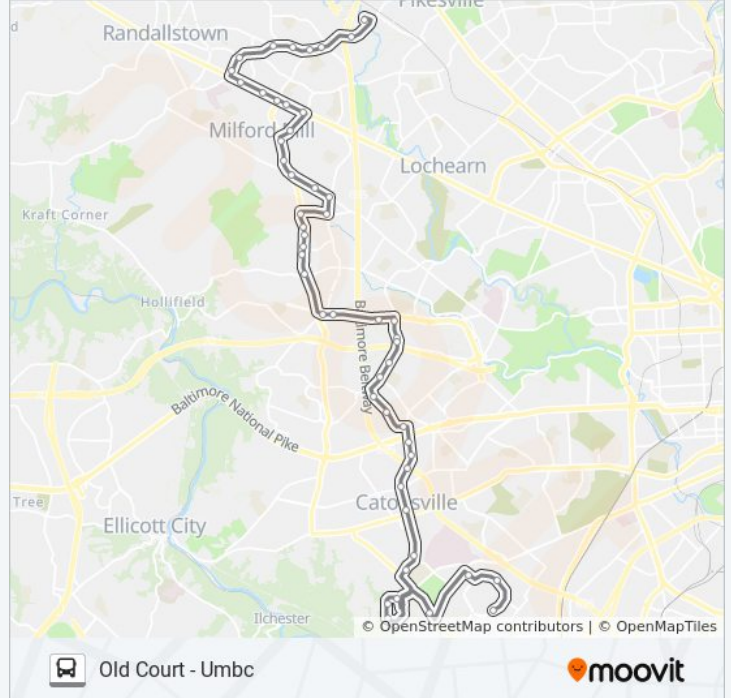 Pikesville
Randallstown
d
Milford Mill
Lochearn
Kraft Corner
Hollifield
Baltimore Beltway
Baltimore National Pike
Tree
Catonsville
Ellicott City
Ilchester
© OpenStreetMap contributors | © OpenMapTiles
Old Court - Umbc
moovit